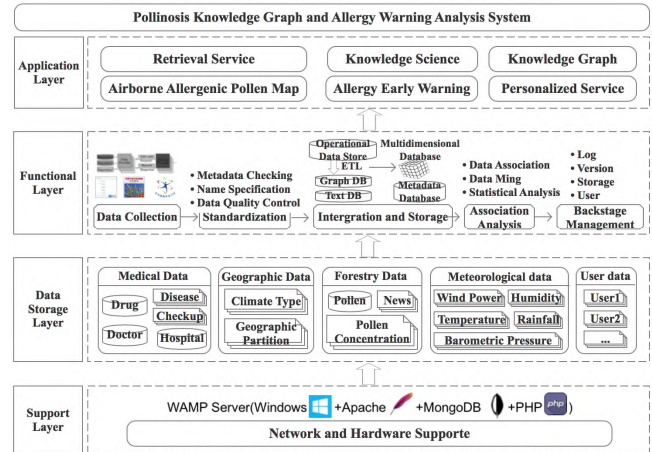 Pollinosis Knowledge Graph and Allergy Warning Analysis System
Application
Layer
Retrieval Service
Knowledge Science
Knowledge Graph
Airborne Allergenic Pollen Map
Allergy Early Warning
Personalized Service
Functional
Layer
• Metadata Checking
• Name Specification
• Data Quality Control
Operational
Data Store
Multidimensional
Database
ETL
Graph DB
Text DB
Metadata
Database
• Data Association
• Data Ming
• Statistical Analysis
• Log
• Version
• Storage
• User
Data Collection
Standardization
Intergration and Storage
Association
Analysis
Backstage
Management
Data
Storage
Layer
Medical Data
Drug
Disease
Checkup
Doctor
Hospital
Geographic Data
Climate Type
Geographic
Partition
Forestry Data
Pollen
News
Pollen
Concentration
Meteorological data
Wind Power
Humidity
Temperature
Rainfall
Barometric Pressure
User data
User1
User2
...
Support
Layer
WAMP Server(Windows +Apache +MongoDB +PHP php )
Network and Hardware Supporte